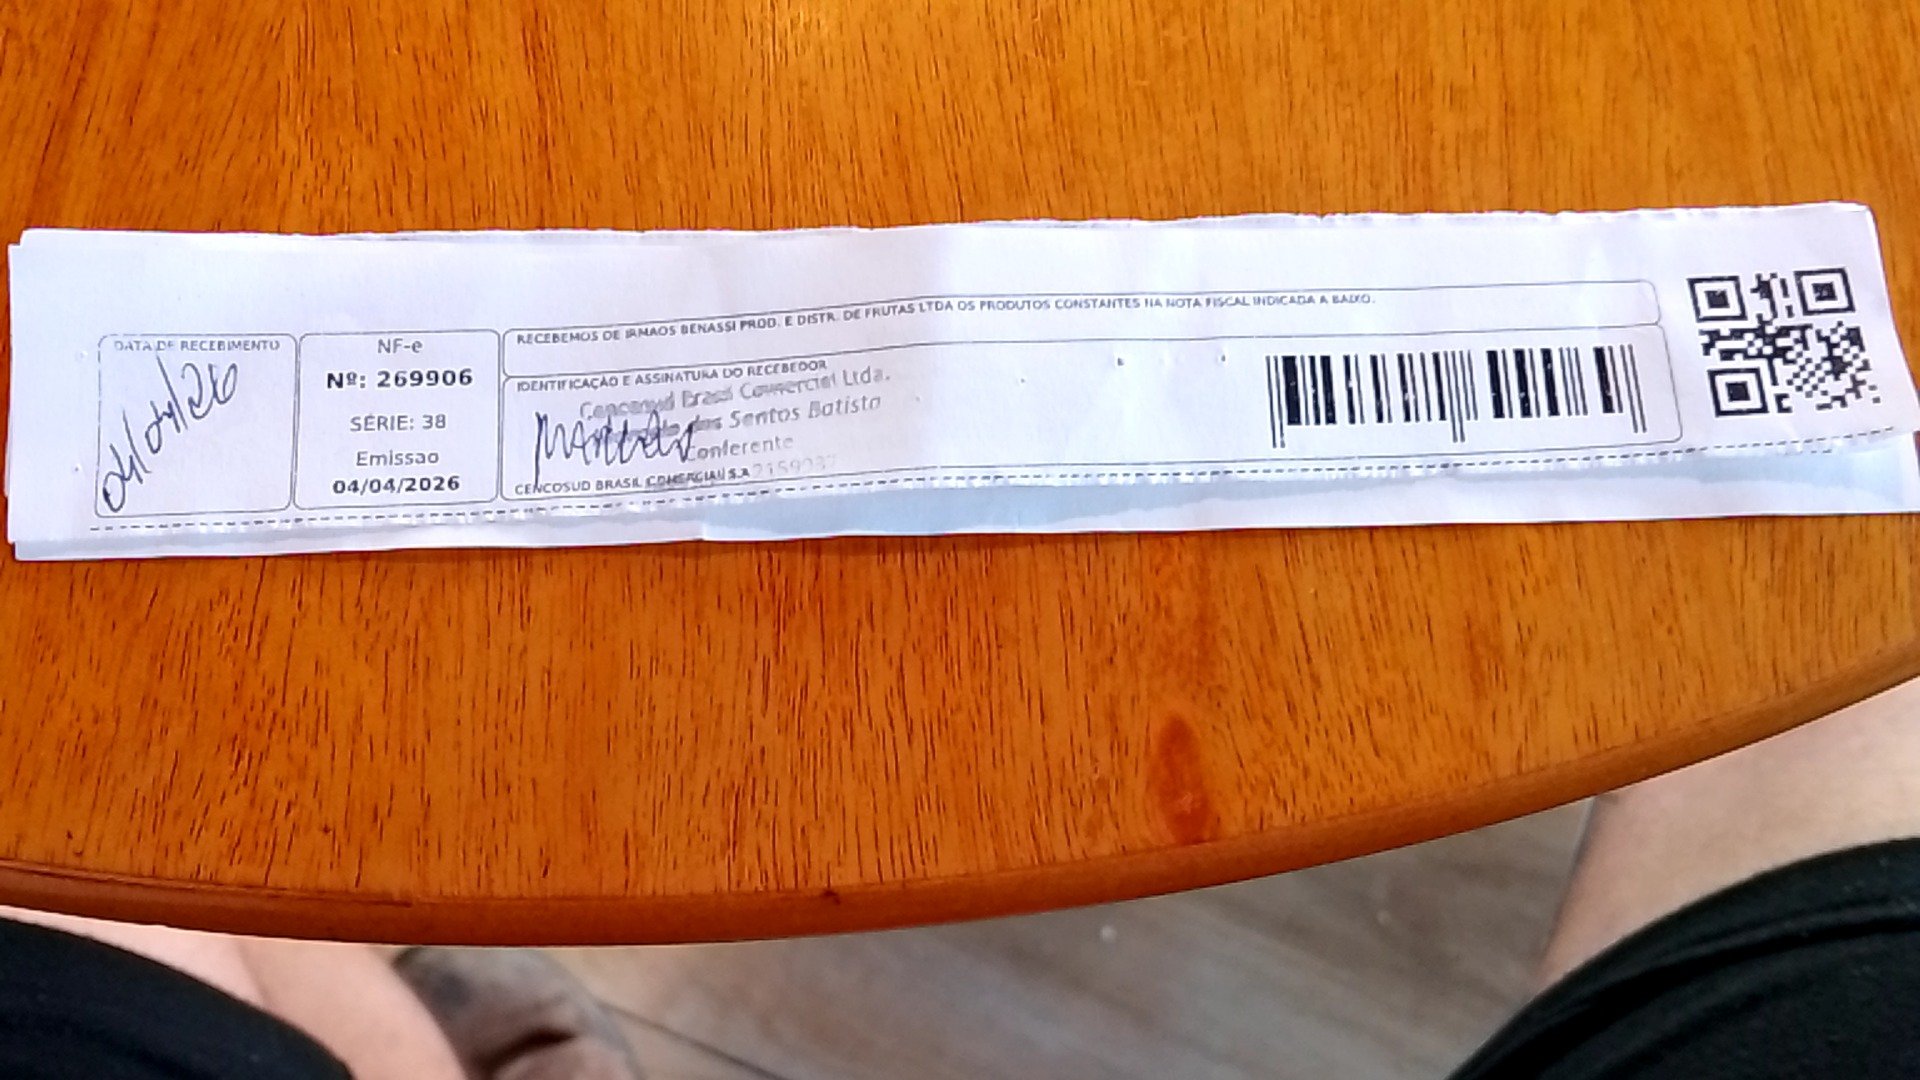 DATA DE RECEBIMENTO
04/04/26
NF-e
Nº: 269906
SÉRIE: 38
Emissao
04/04/2026
RECEBEMOS DE IRMAOS BENASSI PROD. E DISTR. DE FRUTAS LTDA OS PRODUTOS CONSTANTES NA NOTA FISCAL INDICADA A BAIXO.
IDENTIFICAÇÃO E ASSINATURA DO RECEBEDOR
Cencosud Brasil Comercial Ltda.
dos Santos Batista
Conferente
CENCOSUD BRASIL COMERCIAL S.A